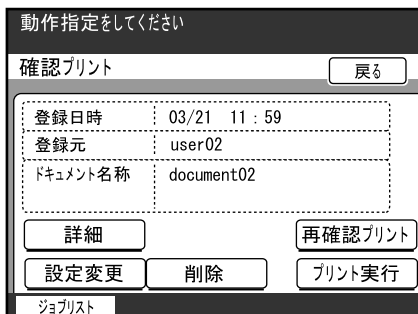 動作指定をしてください
確認プリント 戻る
登録日時 03/21 11:59
登録元 user02
ドキュメント名称 document02
詳細 再確認プリント
設定変更 削除 プリント実行
ジョブリスト